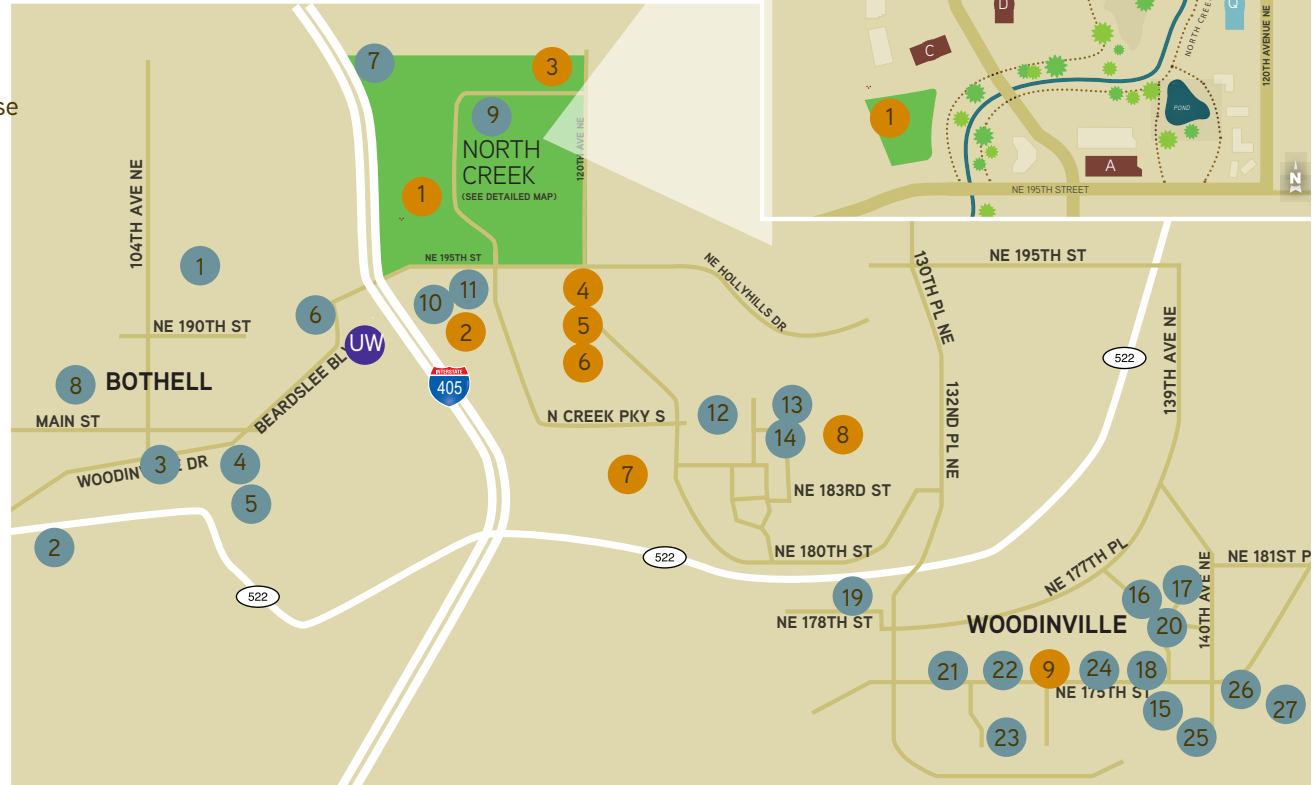 se
D
Q
C
NORTH CREE
120TH AVENUE NE
1
POND
A
NE 195TH STREET
N
7
3
9
NORTH
CREEK
(SEE DETAILED MAP)
120TH AVE NE
1
104TH AVE NE
1
NE 195TH ST
NE HOLLYHILLS DR
130TH PL NE
NE 195TH ST
139TH AVE NE
10
11
4
6
NE 190TH ST
2
5
UW
6
522
8
BOTHELL
BEARDSLEE BL
INTERSTATE
405
132ND PL NE
MAIN ST
N CREEK PKY S
12
13
14
8
3
4
WOODIN
E DR
7
NE 183RD ST
5
2
522
NE 180TH ST
522
NE 177TH PL
140TH AVE NE
NE 181ST P
19
16
17
NE 178TH ST
WOODINVILLE
20
21
22
9
24
18
NE 175TH ST
26
15
27
23
25